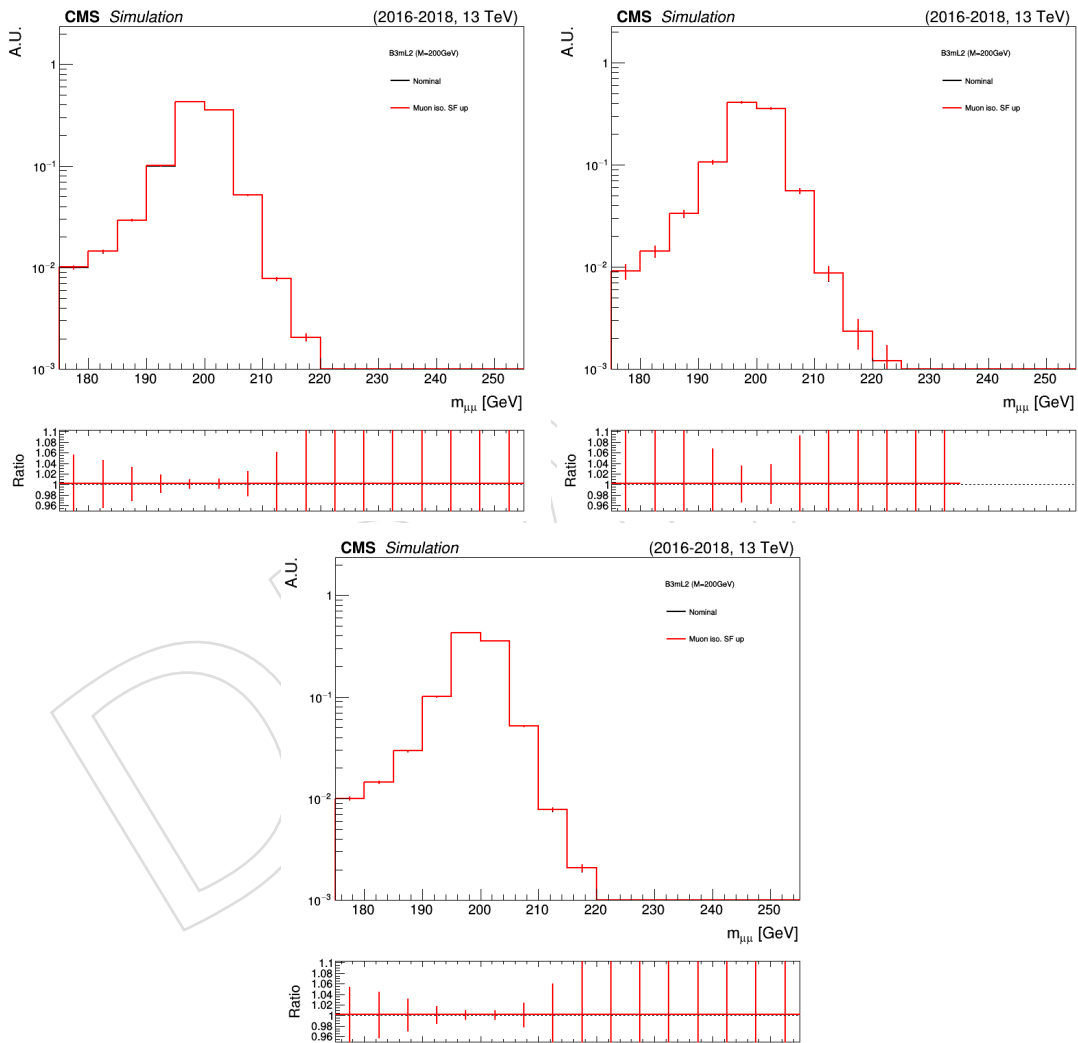 CMS Simulation (2016-2018, 13 TeV)
A.U.
B3mL2 (M=200GeV)
Nominal
Muon iso. SF up
1
10⁻¹
10⁻²
10⁻³
180 190 200 210 220 230 240 250
m_μμ [GeV]
Ratio
1.1
1.08
1.06
1.04
1.02
1
0.98
0.96
CMS Simulation (2016-2018, 13 TeV)
A.U.
B3mL2 (M=200GeV)
Nominal
Muon iso. SF up
1
10⁻¹
10⁻²
10⁻³
180 190 200 210 220 230 240 250
m_μμ [GeV]
Ratio
1.1
1.08
1.06
1.04
1.02
1
0.98
0.96
CMS Simulation (2016-2018, 13 TeV)
A.U.
B3mL2 (M=200GeV)
Nominal
Muon iso. SF up
1
10⁻¹
10⁻²
10⁻³
180 190 200 210 220 230 240 250
m_μμ [GeV]
Ratio
1.1
1.08
1.06
1.04
1.02
1
0.98
0.96